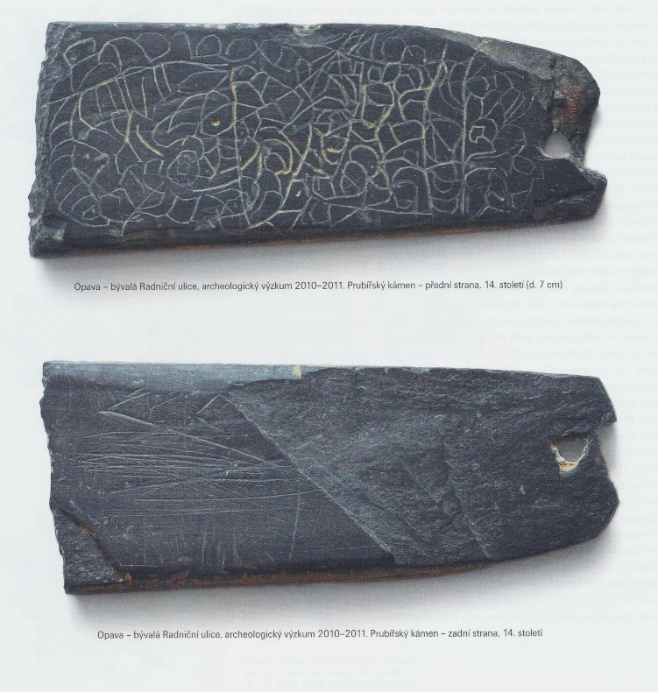 Opava – bývalá Radniční ulice, archeologický výzkum 2010–2011. Prubířský kámen – přední strana, 14. století (d. 7 cm)
Opava – bývalá Radniční ulice, archeologický výzkum 2010–2011. Prubířský kámen – zadní strana, 14. století